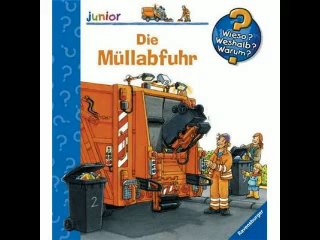 junior
Wieso?
Weshalb?
Warum?
Die
Müllabfuhr
2
Ravensburger